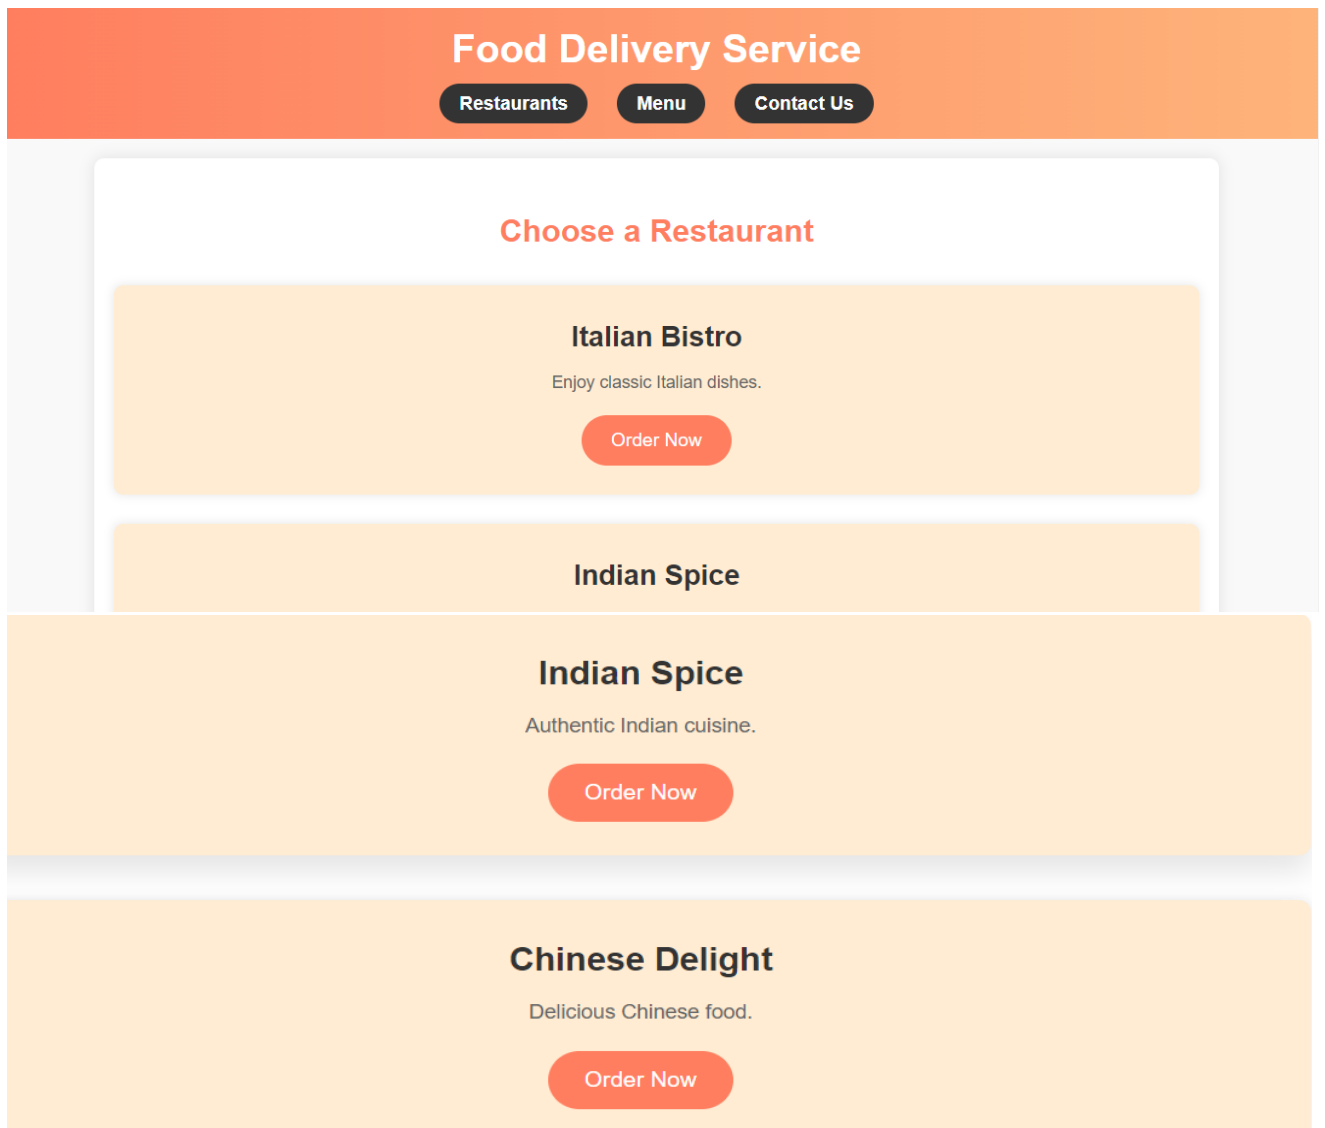 Food Delivery Service
Restaurants Menu Contact Us
Choose a Restaurant
Italian Bistro
Enjoy classic Italian dishes.
Order Now
Indian Spice
Indian Spice
Authentic Indian cuisine.
Order Now
Chinese Delight
Delicious Chinese food.
Order Now